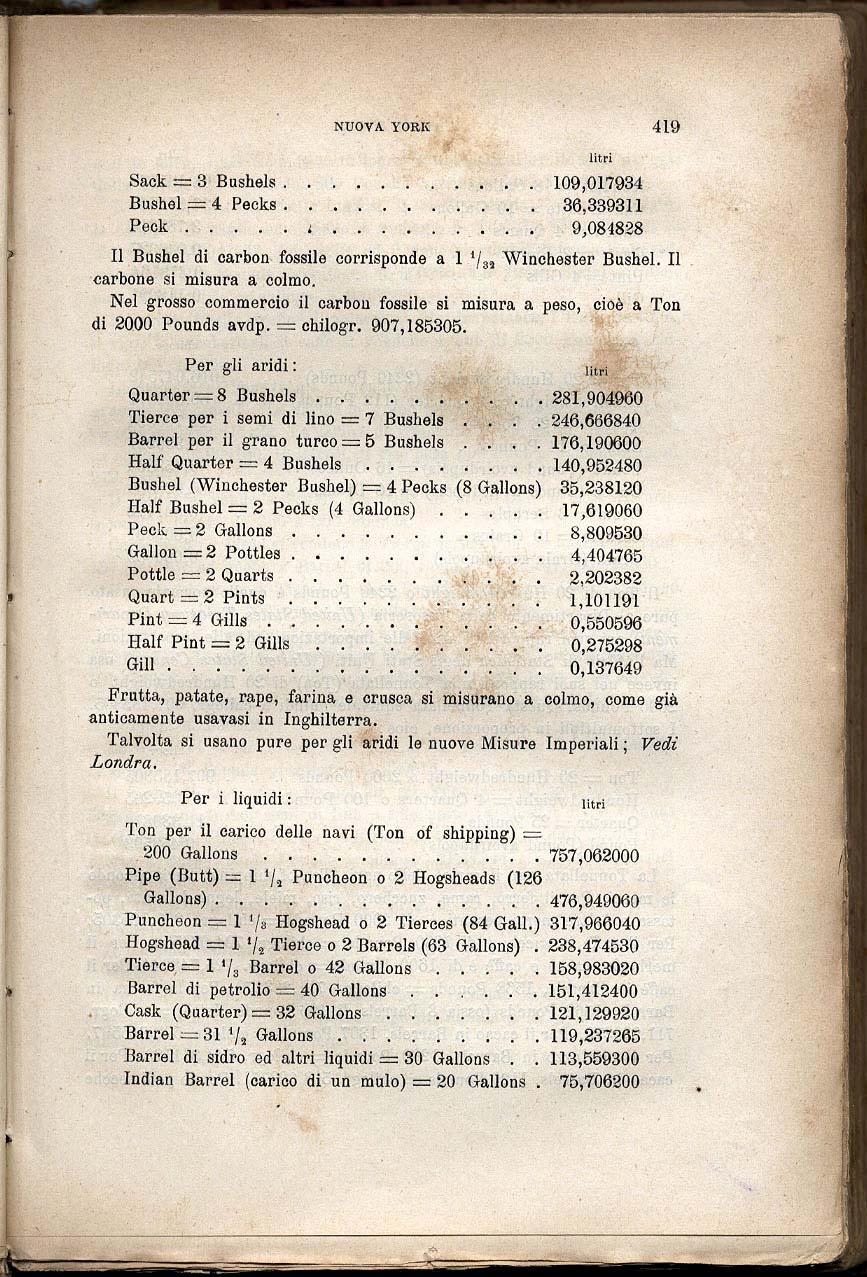 NUOVA YORK 419
litri
Sack = 3 Bushels . . . . . . . . . . . 109,017934
Bushel = 4 Pecks . . . . . . . . . . . 36,339311
Peck . . . . . . . . . . . . . . . 9,084828
Il Bushel di carbon fossile corrisponde a 1 1/32 Winchester Bushel. Il
carbone si misura a colmo.
Nel grosso commercio il carbon fossile si misura a peso, cioè a Ton
di 2000 Pounds avdp. = chilogr. 907,185305.
Per gli aridi:
litri
Quarter = 8 Bushels . . . . . . . . . . 281,904960
Tierce per i semi di lino = 7 Bushels . . . . 246,666840
Barrel per il grano turco = 5 Bushels . . . . 176,190600
Half Quarter = 4 Bushels . . . . . . . . 140,952480
Bushel (Winchester Bushel) = 4 Pecks (8 Gallons) 35,238120
Half Bushel = 2 Pecks (4 Gallons) . . . . . 17,619060
Peck = 2 Gallons . . . . . . . . . . . 8,809530
Gallon = 2 Pottles . . . . . . . . . . . 4,404765
Pottle = 2 Quarts . . . . . . . . . . . 2,202382
Quart = 2 Pints . . . . . . . . . . . . 1,101191
Pint = 4 Gills . . . . . . . . . . . . 0,550596
Half Pint = 2 Gills . . . . . . . . . . 0,275298
Gill . . . . . . . . . . . . . . . . 0,137649
Frutta, patate, rape, farina e crusca si misurano a colmo, come già
anticamente usavasi in Inghilterra.
Talvolta si usano pure per gli aridi le nuove Misure Imperiali; Vedi
Londra.
Per i liquidi:
litri
Ton per il carico delle navi (Ton of shipping) =
200 Gallons . . . . . . . . . . . . 757,062000
Pipe (Butt) = 1 1/2 Puncheon o 2 Hogsheads (126
Gallons) . . . . . . . . . . . . . . 476,949060
Puncheon = 1 1/3 Hogshead o 2 Tierces (84 Gall.) 317,966040
Hogshead = 1 1/2 Tierce o 2 Barrels (63 Gallons) . 238,474530
Tierce = 1 1/3 Barrel o 42 Gallons . . . . . 158,983020
Barrel di petrolio = 40 Gallons . . . . . . 151,412400
Cask (Quarter) = 32 Gallons . . . . . . . 121,129920
Barrel = 31 1/2 Gallons . . . . . . . . . 119,237265
Barrel di sidro ed altri liquidi = 30 Gallons . . 113,559300
Indian Barrel (carico di un mulo) = 20 Gallons . 75,706200